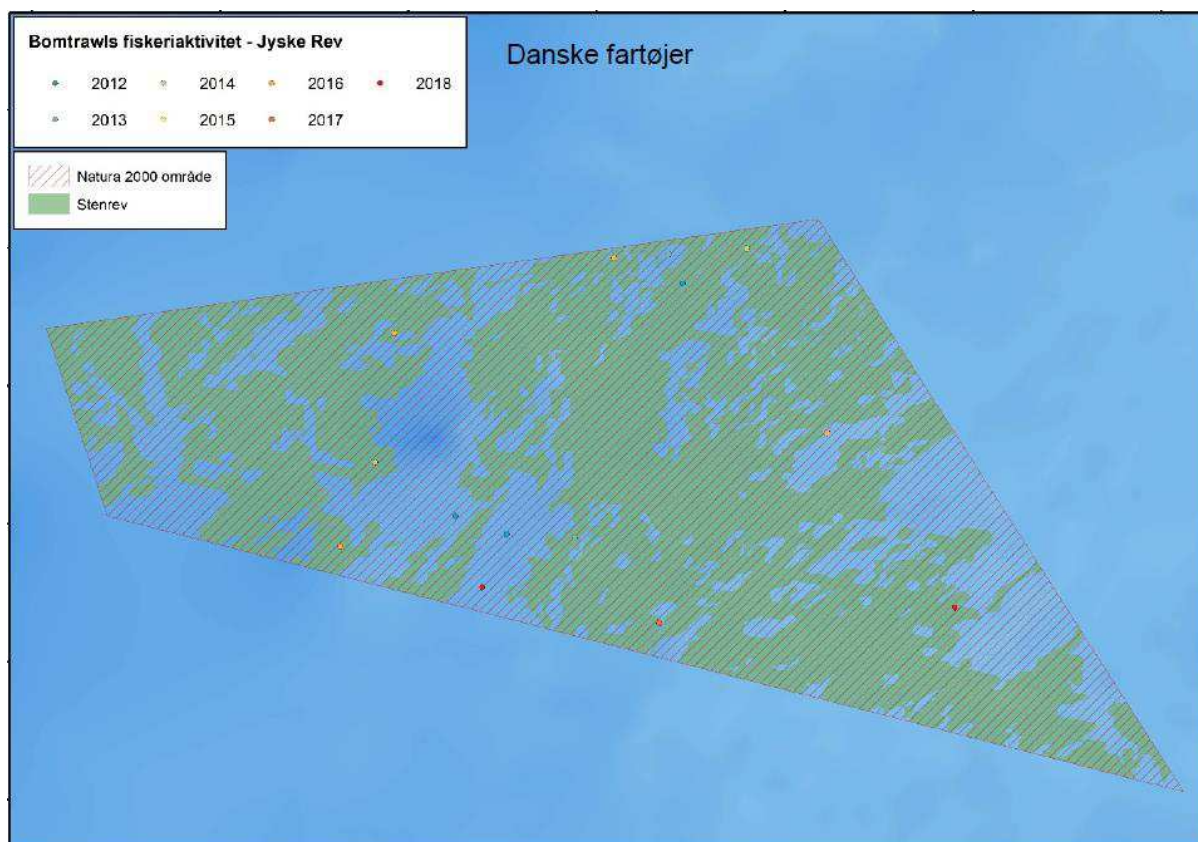 Bomtrawls fiskeriaktivitet - Jyske Rev
2012 2014 2016 2018
2013 2015 2017
Natura 2000 område
Stenrev
Danske fartøjer